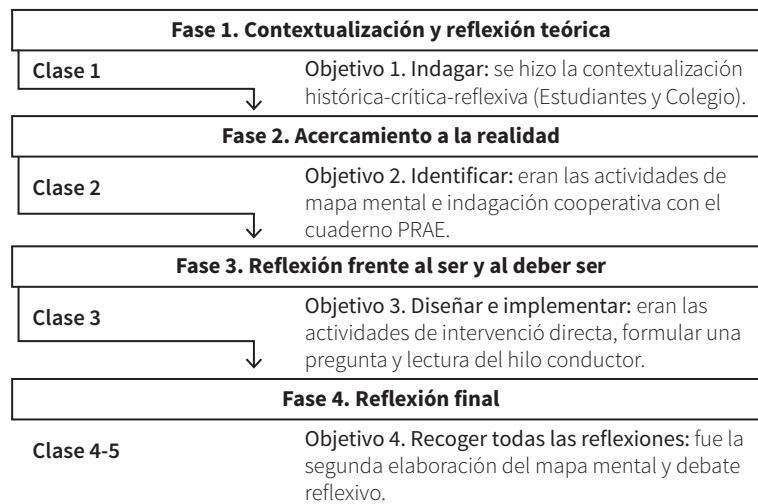 Fase 1. Contextualización y reflexión teórica
Clase 1
Objetivo 1. Indagar: se hizo la contextualización
histórica-crítica-reflexiva (Estudiantes y Colegio).
Fase 2. Acercamiento a la realidad
Clase 2
Objetivo 2. Identificar: eran las actividades de
mapa mental e indagación cooperativa con el
cuaderno PRAE.
Fase 3. Reflexión frente al ser y al deber ser
Clase 3
Objetivo 3. Diseñar e implementar: eran las
actividades de intervenció directa, formular una
pregunta y lectura del hilo conductor.
Fase 4. Reflexión final
Clase 4-5
Objetivo 4. Recoger todas las reflexiones: fue la
segunda elaboración del mapa mental y debate
reflexivo.